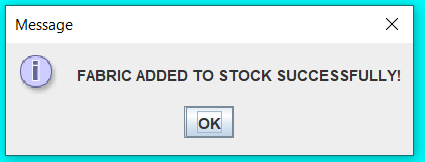 Message
FABRIC ADDED TO STOCK SUCCESSFULLY!
OK